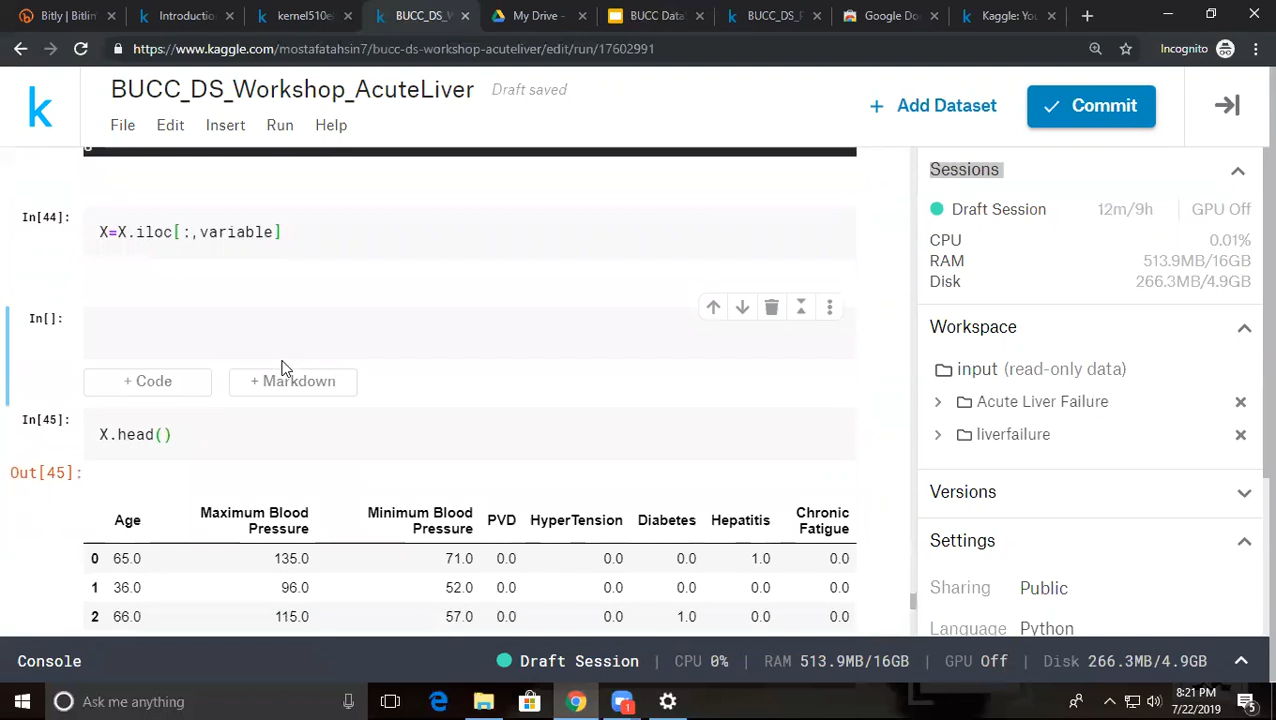 Bitly | Bitlin
Introduction
kernel510e
BUCC_DS_W
My Drive -
BUCC Data
BUCC_DS_F
Google Do
Kaggle: You
https://www.kaggle.com/mostafatahsin7/bucc-ds-workshop-acuteliver/edit/run/17602991
Incognito
BUCC_DS_Workshop_AcuteLiver
Draft saved
+ Add Dataset
Commit
File Edit Insert Run Help
In[44]:
X=X.iloc[:,variable]
In[]:
+ Code
+ Markdown
In[45]:
X.head()
Out[45]:
Age Maximum Blood Pressure Minimum Blood Pressure PVD HyperTension Diabetes Hepatitis Chronic Fatigue
0 65.0 135.0 71.0 0.0 0.0 0.0 1.0 0.0
1 36.0 96.0 52.0 0.0 0.0 0.0 0.0 0.0
2 66.0 115.0 57.0 0.0 0.0 1.0 0.0 0.0
Sessions
Draft Session 12m/9h GPU Off
CPU 0.01%
RAM 513.9MB/16GB
Disk 266.3MB/4.9GB
Workspace
input (read-only data)
Acute Liver Failure
liverfailure
Versions
Settings
Sharing Public
Language Python
Console
Draft Session | CPU 0% | RAM 513.9MB/16GB | GPU Off | Disk 266.3MB/4.9GB
Ask me anything
1
8:21 PM
7/22/2019
5